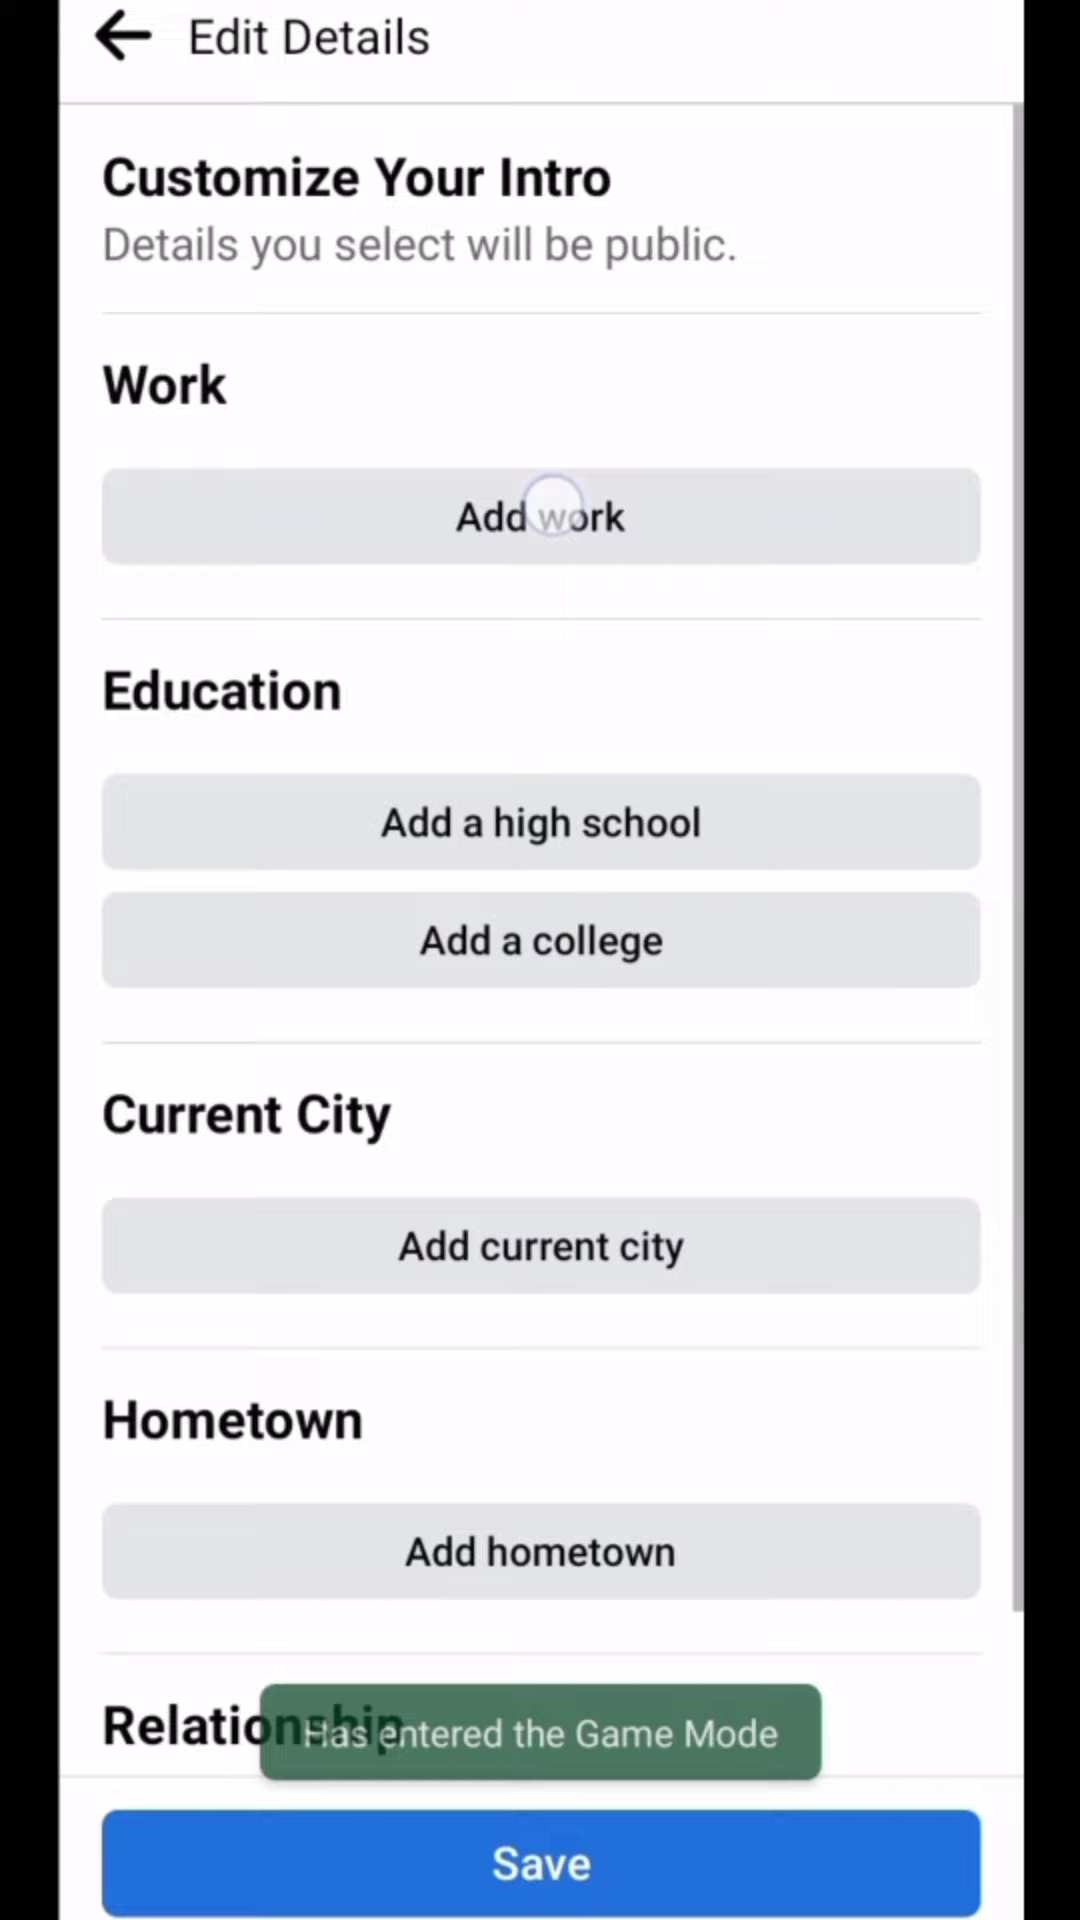 Edit Details
Customize Your Intro
Details you select will be public.
Work
Add work
Education
Add a high school
Add a college
Current City
Add current city
Hometown
Add hometown
Relationship
Has entered the Game Mode
Save